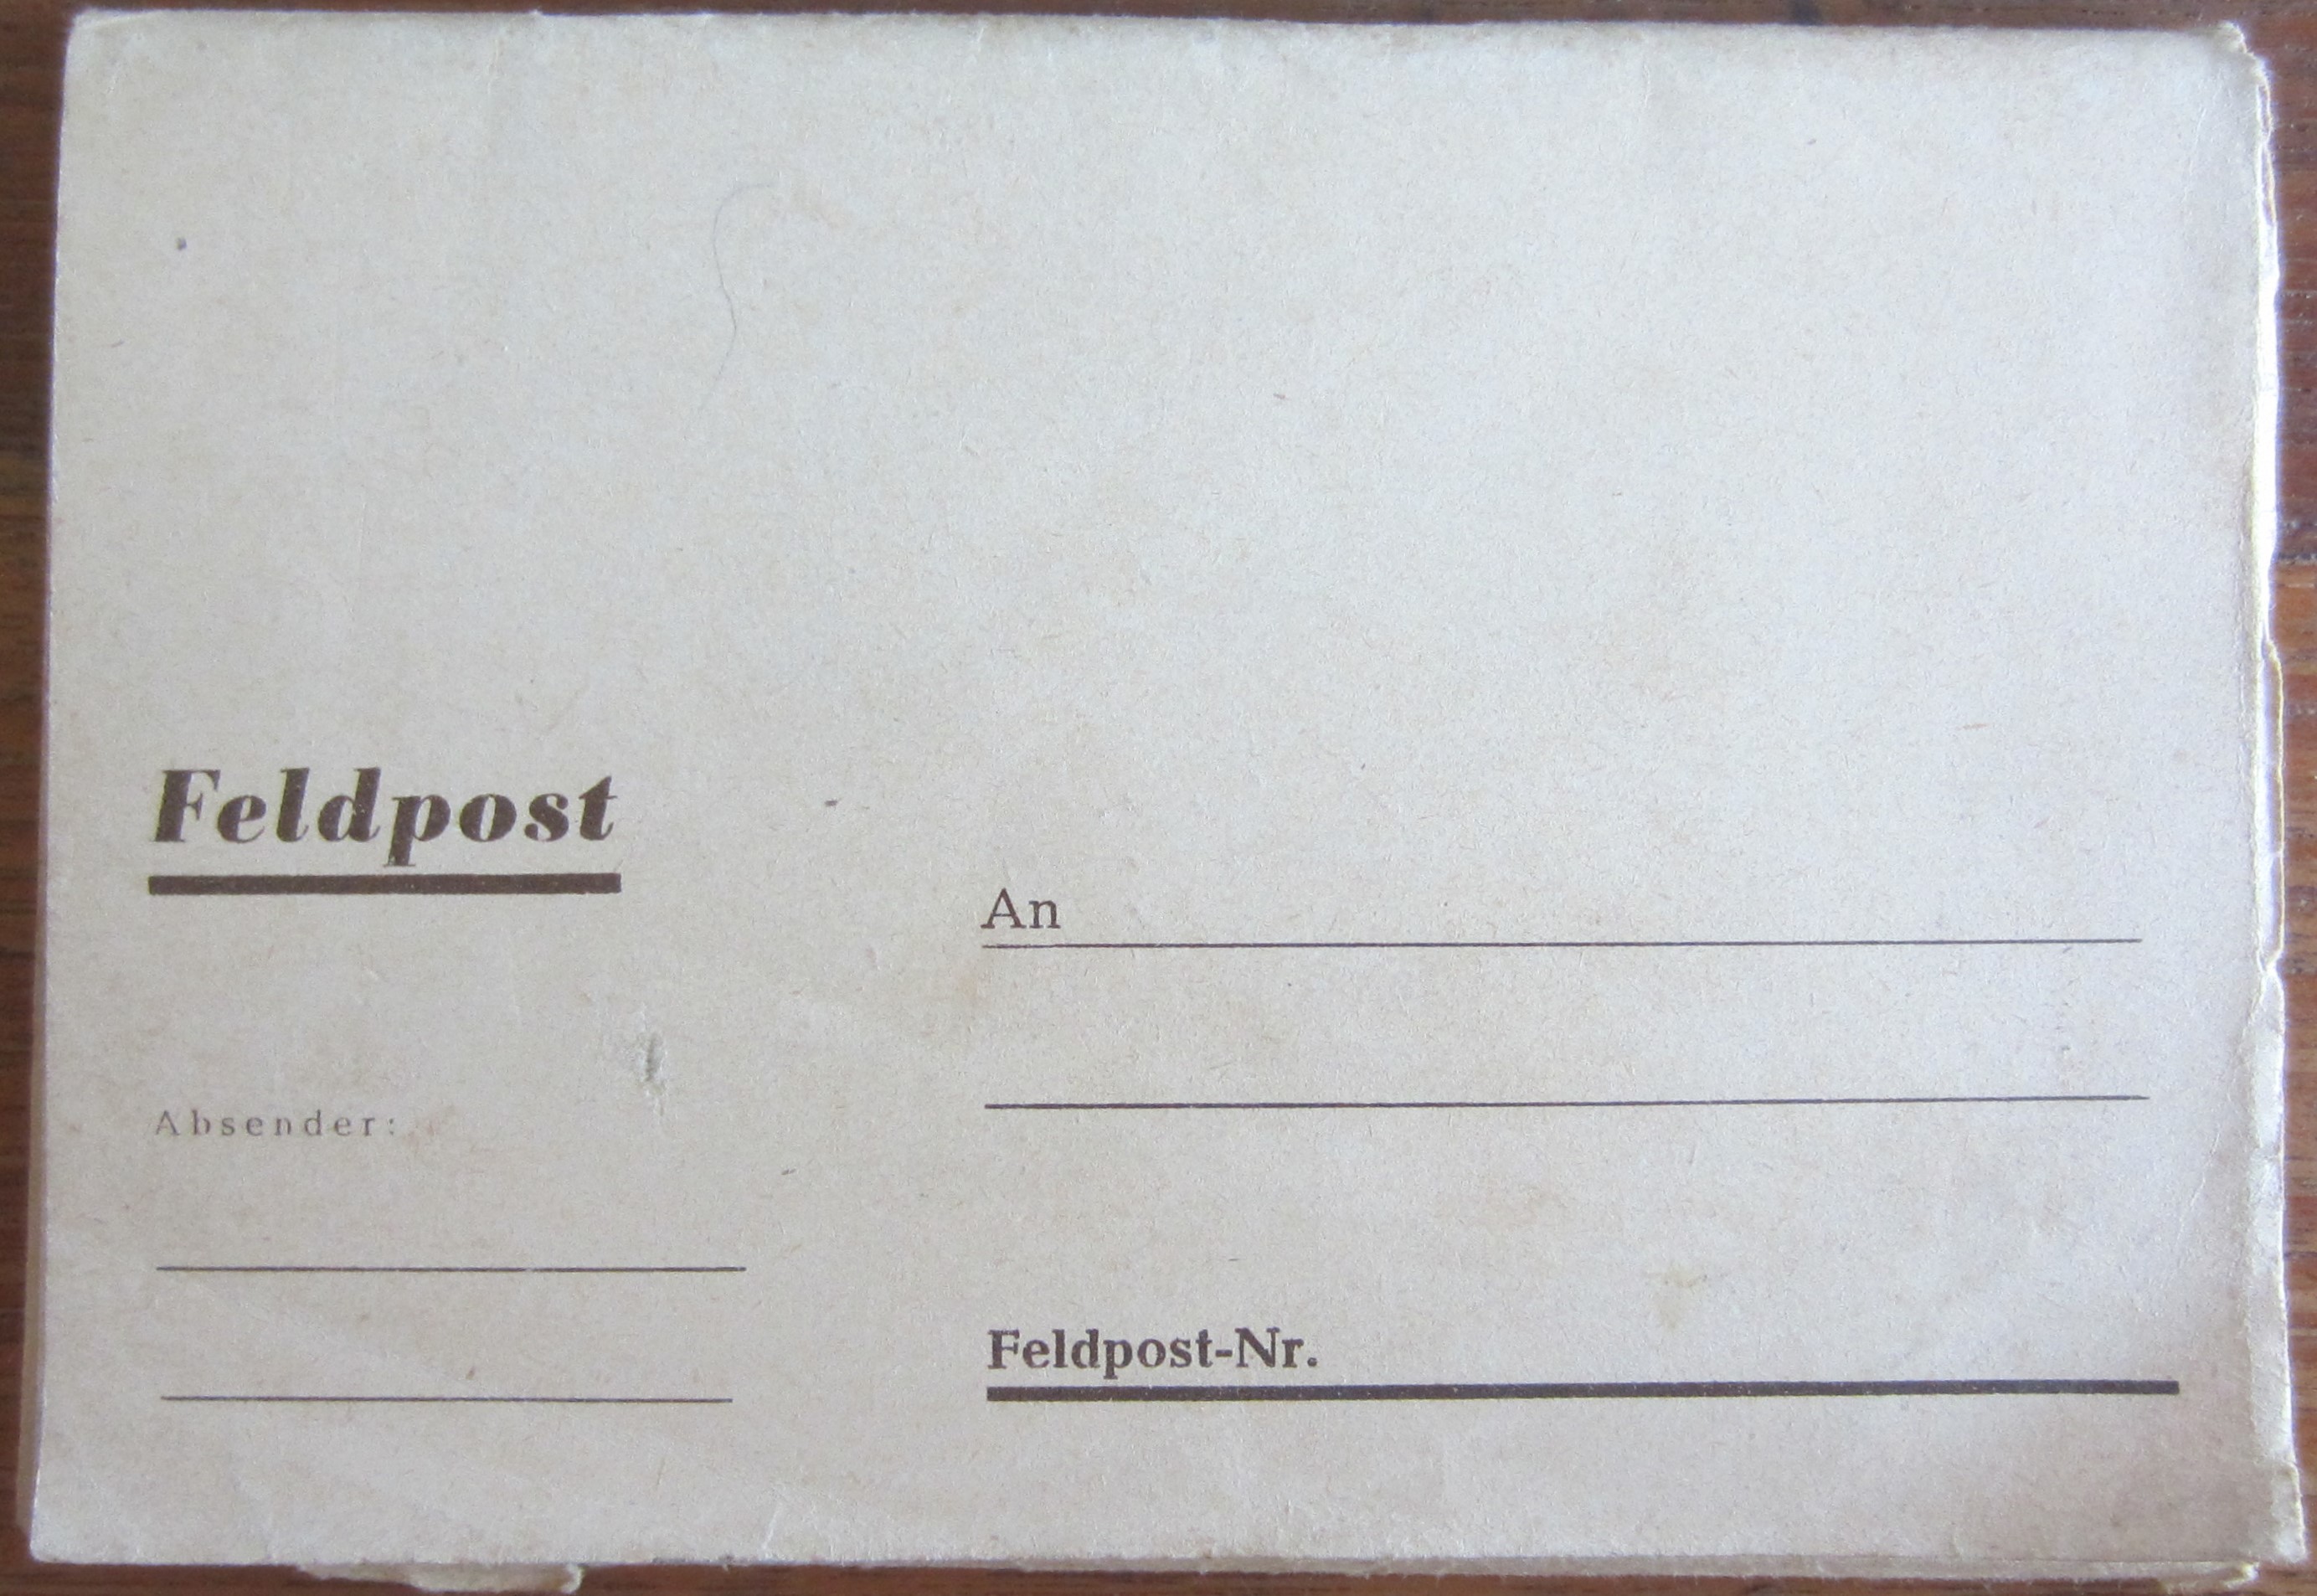 Feldpost
An
Absender:
Feldpost-Nr.